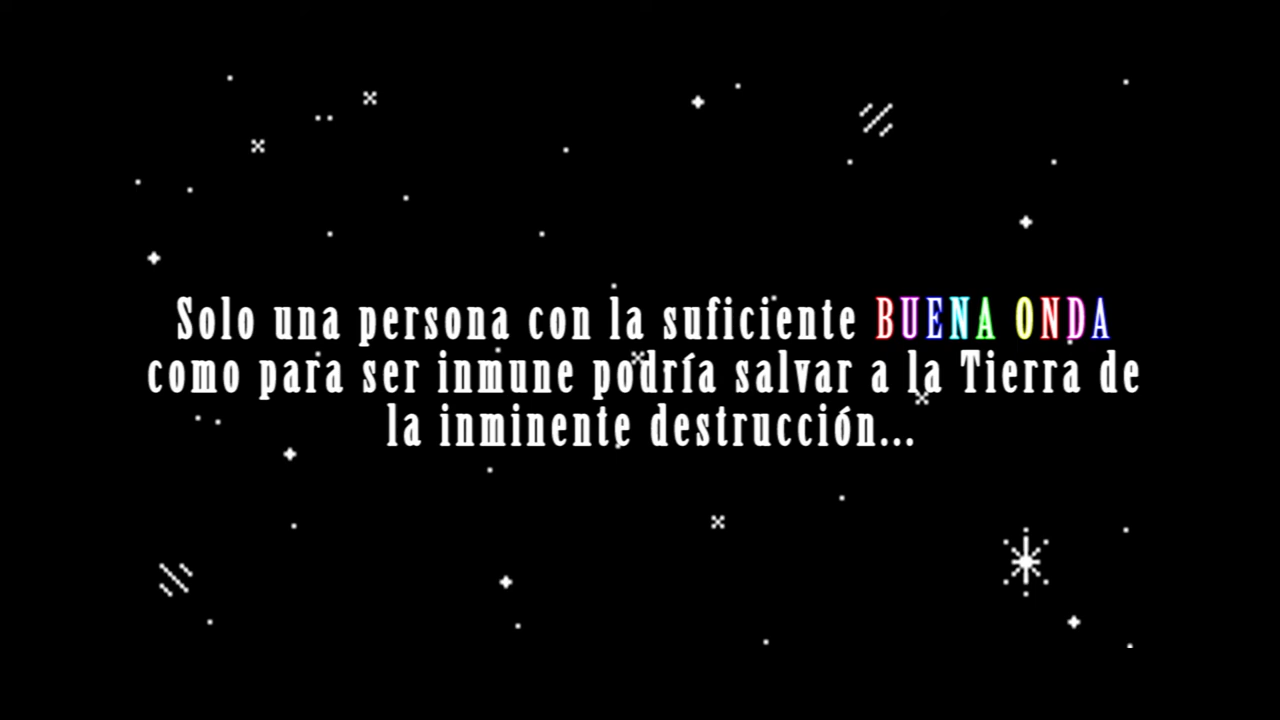 Solo una persona con la suficiente BUENA ONDA
como para ser inmune podría salvar a la Tierra de
la inminente destrucción...